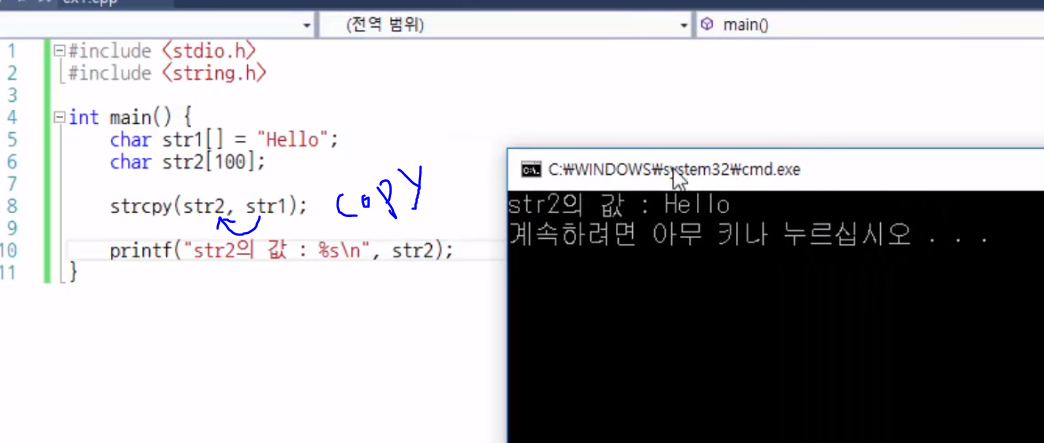 ex1.cpp
(전역 범위)
main()
1 #include <stdio.h>
2 #include <string.h>
3
4 int main() {
5 char str1[] = "Hello";
6 char str2[100];
7
8 strcpy(str2, str1);
9
10 printf("str2의 값 : %s\n", str2);
11 }
COPY
C:₩WINDOWS₩system32₩cmd.exe
str2의 값 : Hello
계속하려면 아무 키나 누르십시오 . . .